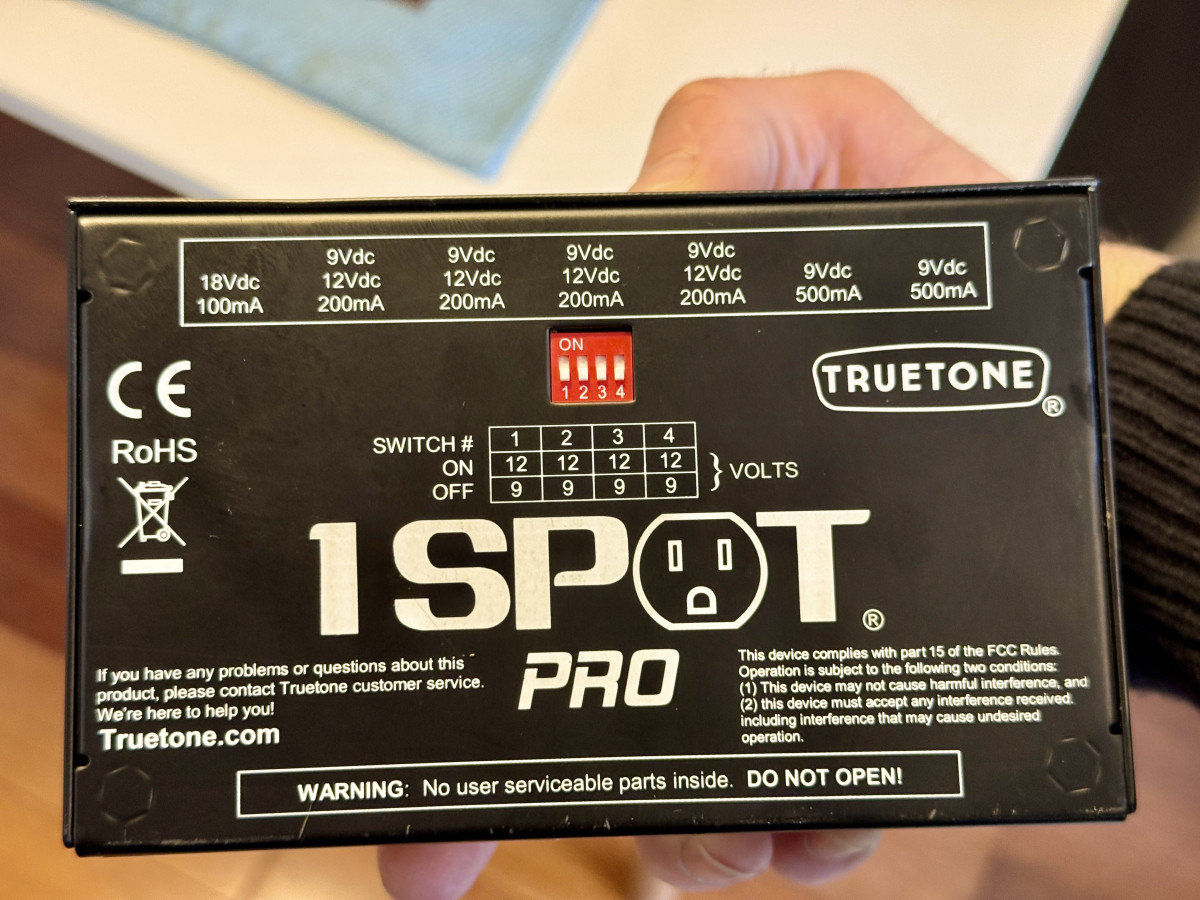 18Vdc
100mA
9Vdc
12Vdc
200mA
9Vdc
12Vdc
200mA
9Vdc
12Vdc
200mA
9Vdc
12Vdc
200mA
9Vdc
500mA
9Vdc
500mA
ON
1 2 3 4
CE
RoHS
TRUETONE®
SWITCH # 1 2 3 4
ON 12 12 12 12
OFF 9 9 9 9
} VOLTS
1 SPOT®
PRO
If you have any problems or questions about this
product, please contact Truetone customer service.
We're here to help you!
Truetone.com
This device complies with part 15 of the FCC Rules.
Operation is subject to the following two conditions:
(1) This device may not cause harmful interference, and
(2) this device must accept any interference received.
including interference that may cause undesired
operation.
WARNING: No user serviceable parts inside. DO NOT OPEN!